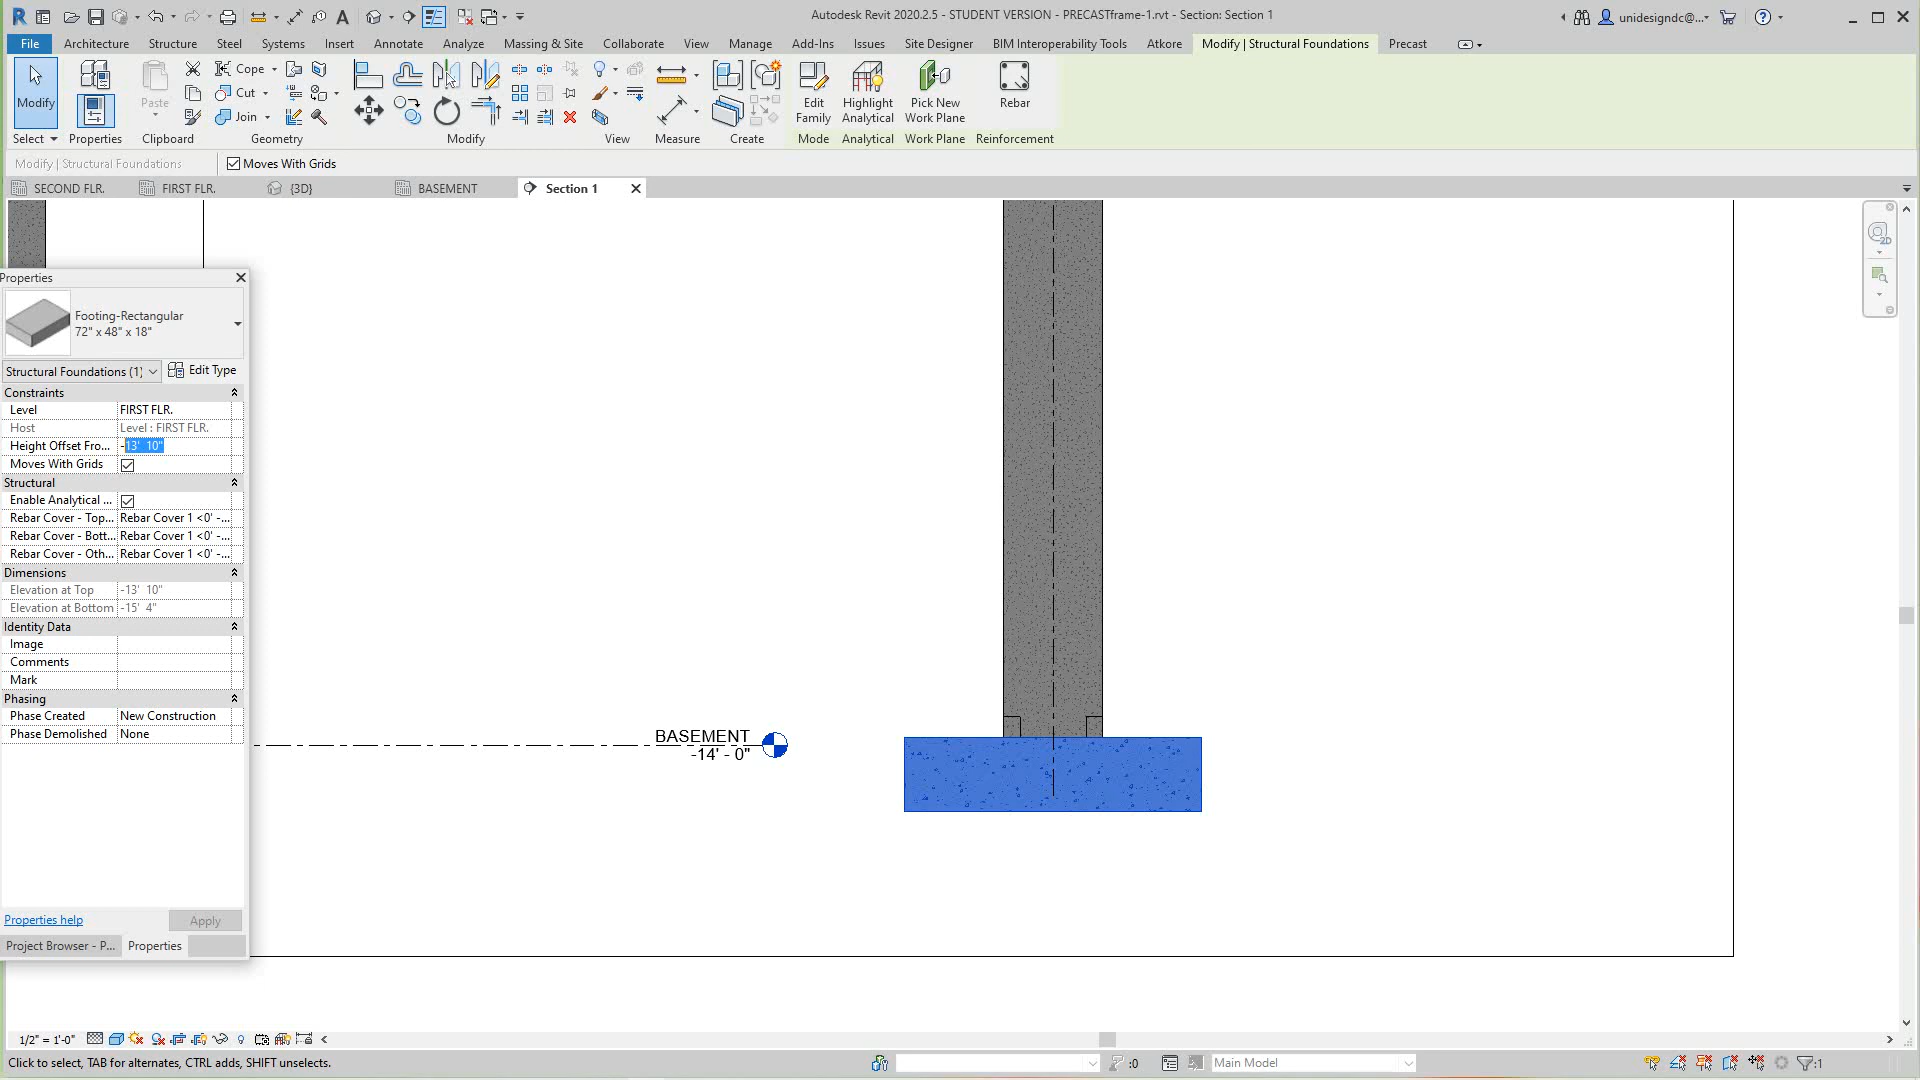 Autodesk Revit 2020.2.5 - STUDENT VERSION - PRECASTframe-1.rvt - Section: Section 1
unidesigndc@...
File Architecture Structure Steel Systems Insert Annotate Analyze Massing & Site Collaborate View Manage Add-Ins Issues Site Designer BIM Interoperability Tools Atkore Modify | Structural Foundations Precast
Modify
Paste
Cope
Cut
Join
Edit Family
Highlight Analytical
Pick New Work Plane
Rebar
Select Properties Clipboard Geometry Modify View Measure Create Mode Analytical Work Plane Reinforcement
Modify | Structural Foundations Moves With Grids
SECOND FLR. FIRST FLR. {3D} BASEMENT Section 1
2D
Properties
Footing-Rectangular
72" x 48" x 18"
Structural Foundations (1) Edit Type
Constraints
Level FIRST FLR.
Host Level : FIRST FLR.
Height Offset Fro... -13' 10"
Moves With Grids
Structural
Enable Analytical ...
Rebar Cover - Top... Rebar Cover 1 <0' -...
Rebar Cover - Bott... Rebar Cover 1 <0' -...
Rebar Cover - Oth... Rebar Cover 1 <0' -...
Dimensions
Elevation at Top -13' 10"
Elevation at Bottom -15' 4"
Identity Data
Image
Comments
Mark
Phasing
Phase Created New Construction
Phase Demolished None
Properties help Apply
Project Browser - P... Properties
BASEMENT
-14' - 0"
1/2" = 1'-0"
Click to select, TAB for alternates, CTRL adds, SHIFT unselects. :0 Main Model :1